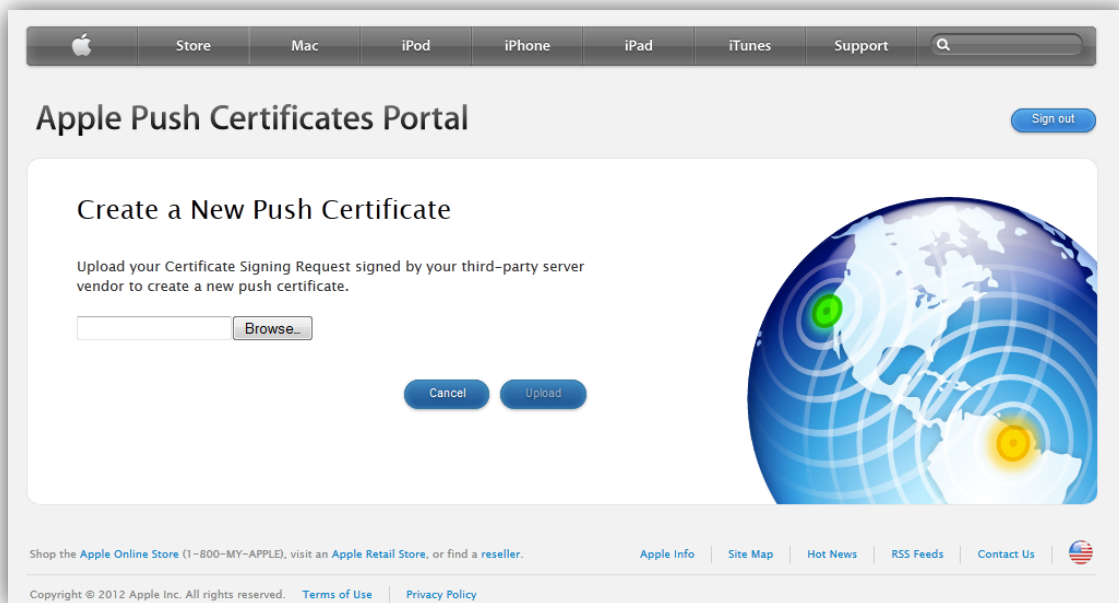 Store Mac iPod iPhone iPad iTunes Support
Apple Push Certificates Portal
Sign out
Create a New Push Certificate
Upload your Certificate Signing Request signed by your third-party server
vendor to create a new push certificate.
Browse...
Cancel Upload
Shop the Apple Online Store (1-800-MY-APPLE), visit an Apple Retail Store, or find a reseller. Apple Info Site Map Hot News RSS Feeds Contact Us
Copyright © 2012 Apple Inc. All rights reserved. Terms of Use Privacy Policy